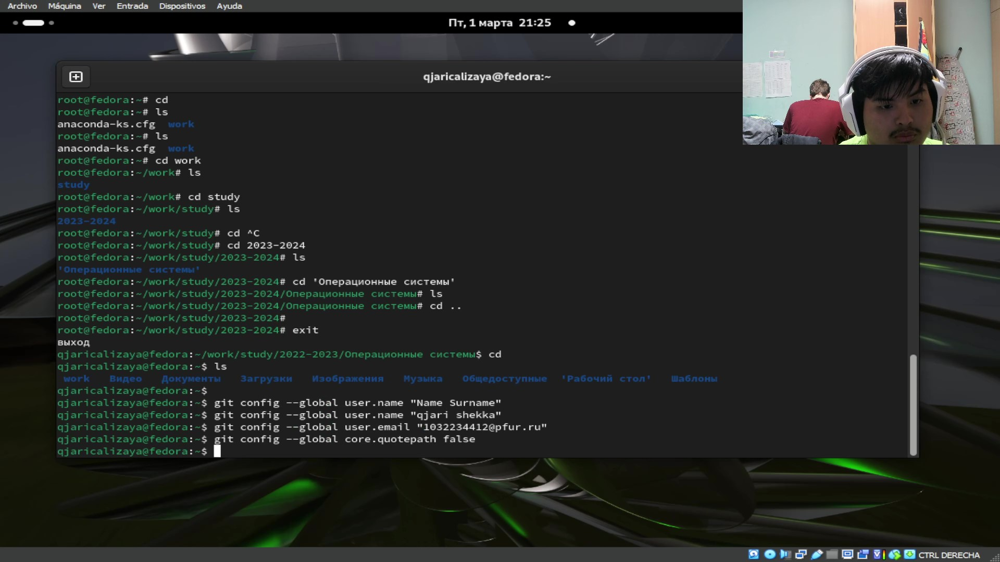 Archivo Máquina Ver Entrada Dispositivos Ayuda
Пт, 1 марта 21:25
qjaricalizaya@fedora:~
root@fedora:~# cd
root@fedora:~# ls
anaconda-ks.cfg work
root@fedora:~# ls
anaconda-ks.cfg work
root@fedora:~# cd work
root@fedora:~/work# ls
study
root@fedora:~/work# cd study
root@fedora:~/work/study# ls
2023-2024
root@fedora:~/work/study# cd ^C
root@fedora:~/work/study# cd 2023-2024
root@fedora:~/work/study/2023-2024# ls
'Операционные системы'
root@fedora:~/work/study/2023-2024# cd 'Операционные системы'
root@fedora:~/work/study/2023-2024/Операционные системы# ls
root@fedora:~/work/study/2023-2024/Операционные системы# cd ..
root@fedora:~/work/study/2023-2024#
root@fedora:~/work/study/2023-2024# exit
выход
qjaricalizaya@fedora:~/work/study/2022-2023/Операционные системы$ cd
qjaricalizaya@fedora:~$ ls
work Видео Документы Загрузки Изображения Музыка Общедоступные 'Рабочий стол' Шаблоны
qjaricalizaya@fedora:~$
qjaricalizaya@fedora:~$ git config --global user.name "Name Surname"
qjaricalizaya@fedora:~$ git config --global user.name "qjari shekka"
qjaricalizaya@fedora:~$ git config --global user.email "1032234412@pfur.ru"
qjaricalizaya@fedora:~$ git config --global core.quotepath false
qjaricalizaya@fedora:~$
CTRL DERECHA